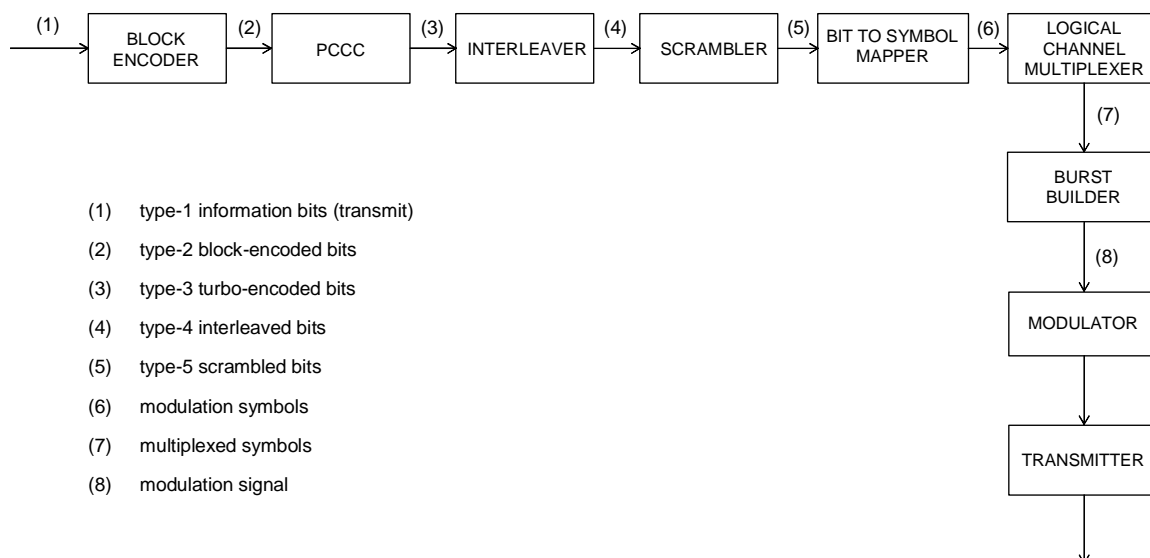 (1)
BLOCK
ENCODER
(2)
PCCC
(3)
INTERLEAVER
(4)
SCRAMBLER
(5)
BIT TO SYMBOL
MAPPER
(6)
LOGICAL
CHANNEL
MULTIPLEXER
(7)
BURST
BUILDER
(8)
MODULATOR
TRANSMITTER
(1) type-1 information bits (transmit)
(2) type-2 block-encoded bits
(3) type-3 turbo-encoded bits
(4) type-4 interleaved bits
(5) type-5 scrambled bits
(6) modulation symbols
(7) multiplexed symbols
(8) modulation signal